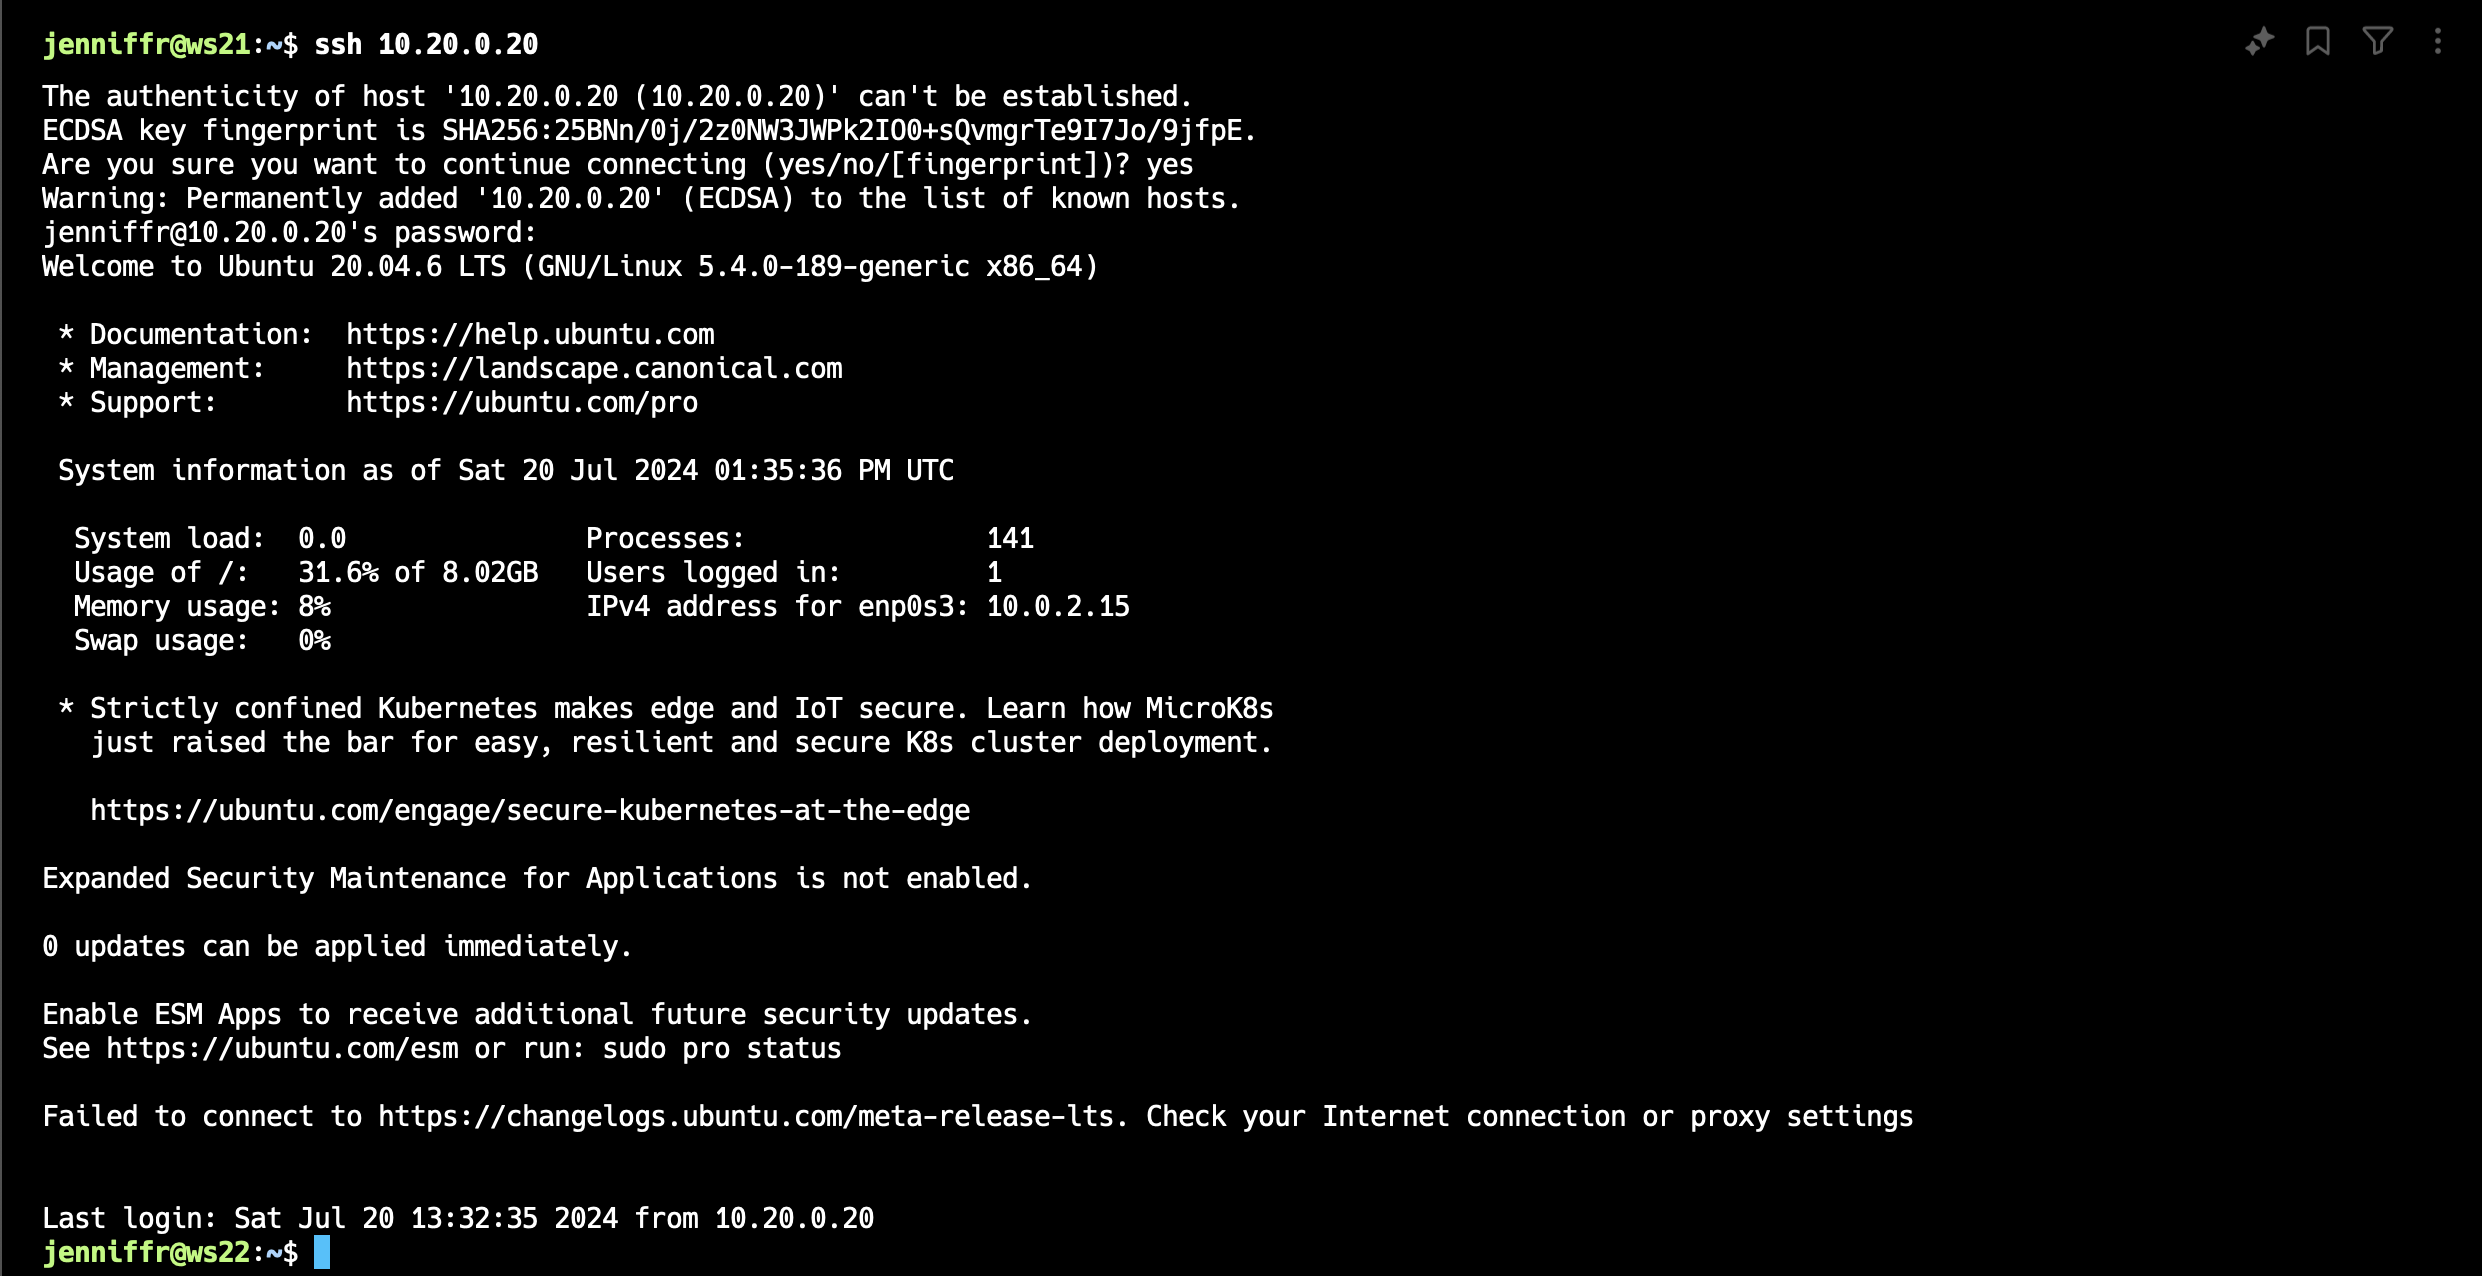 jenniffr@ws21:~$ ssh 10.20.0.20
The authenticity of host '10.20.0.20 (10.20.0.20)' can't be established.
ECDSA key fingerprint is SHA256:25BNn/0j/2z0NW3JWPk2IO0+sQvmgrTe9I7Jo/9jfpE.
Are you sure you want to continue connecting (yes/no/[fingerprint])? yes
Warning: Permanently added '10.20.0.20' (ECDSA) to the list of known hosts.
jenniffr@10.20.0.20's password:
Welcome to Ubuntu 20.04.6 LTS (GNU/Linux 5.4.0-189-generic x86_64)

 * Documentation:  https://help.ubuntu.com
 * Management:     https://landscape.canonical.com
 * Support:        https://ubuntu.com/pro

 System information as of Sat 20 Jul 2024 01:35:36 PM UTC

  System load:  0.0               Processes:               141
  Usage of /:   31.6% of 8.02GB   Users logged in:         1
  Memory usage: 8%                IPv4 address for enp0s3: 10.0.2.15
  Swap usage:   0%

 * Strictly confined Kubernetes makes edge and IoT secure. Learn how MicroK8s
   just raised the bar for easy, resilient and secure K8s cluster deployment.

   https://ubuntu.com/engage/secure-kubernetes-at-the-edge

Expanded Security Maintenance for Applications is not enabled.

0 updates can be applied immediately.

Enable ESM Apps to receive additional future security updates.
See https://ubuntu.com/esm or run: sudo pro status

Failed to connect to https://changelogs.ubuntu.com/meta-release-lts. Check your Internet connection or proxy settings

Last login: Sat Jul 20 13:32:35 2024 from 10.20.0.20
jenniffr@ws22:~$